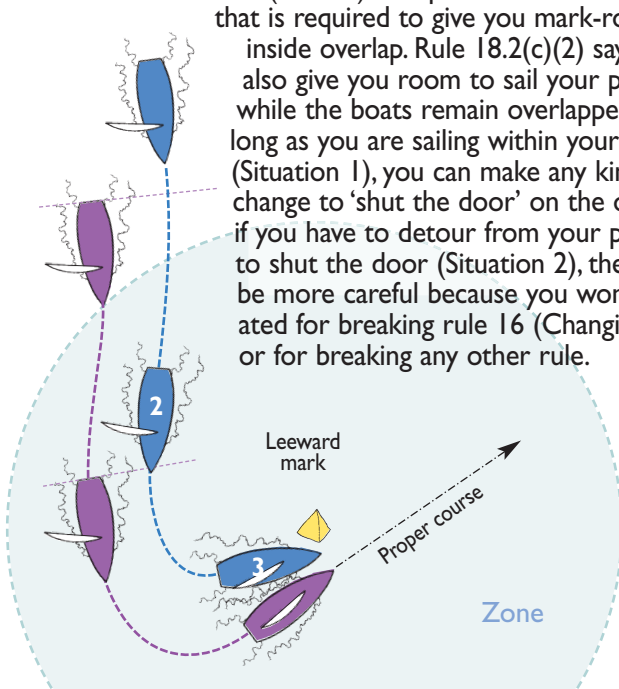 that is required to give you mark-ro
inside overlap. Rule 18.2(c)(2) say
also give you room to sail your p
while the boats remain overlappe
long as you are sailing within your
(Situation 1), you can make any kin
change to ‘shut the door’ on the o
if you have to detour from your p
to shut the door (Situation 2), the
be more careful because you won
ated for breaking rule 16 (Changi
or for breaking any other rule.
2
Leeward
mark
3
Proper course
Zone